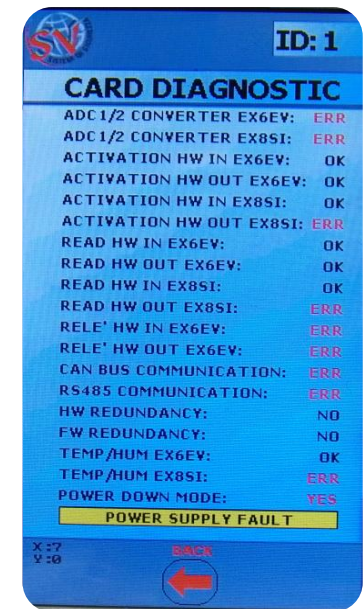 SV
ID: 1
CARD DIAGNOSTIC
ADC1/2 CONVERTER EX6EV: ERR
ADC1/2 CONVERTER EX8SI: ERR
ACTIVATION HW IN EX6EV: OK
ACTIVATION HW OUT EX6EV: OK
ACTIVATION HW IN EX8SI: OK
ACTIVATION HW OUT EX8SI: ERR
READ HW IN EX6EV: OK
READ HW OUT EX6EV: OK
READ HW IN EX8SI: OK
READ HW OUT EX8SI: ERR
RELE' HW IN EX6EV: ERR
RELE' HW OUT EX6EV: ERR
CAN BUS COMMUNICATION: ERR
RS485 COMMUNICATION: ERR
HW REDUNDANCY: NO
FW REDUNDANCY: NO
TEMP/HUM EX6EV: OK
TEMP/HUM EX8SI: ERR
POWER DOWN MODE: YES
POWER SUPPLY FAULT
X:7
Y:0
BACK